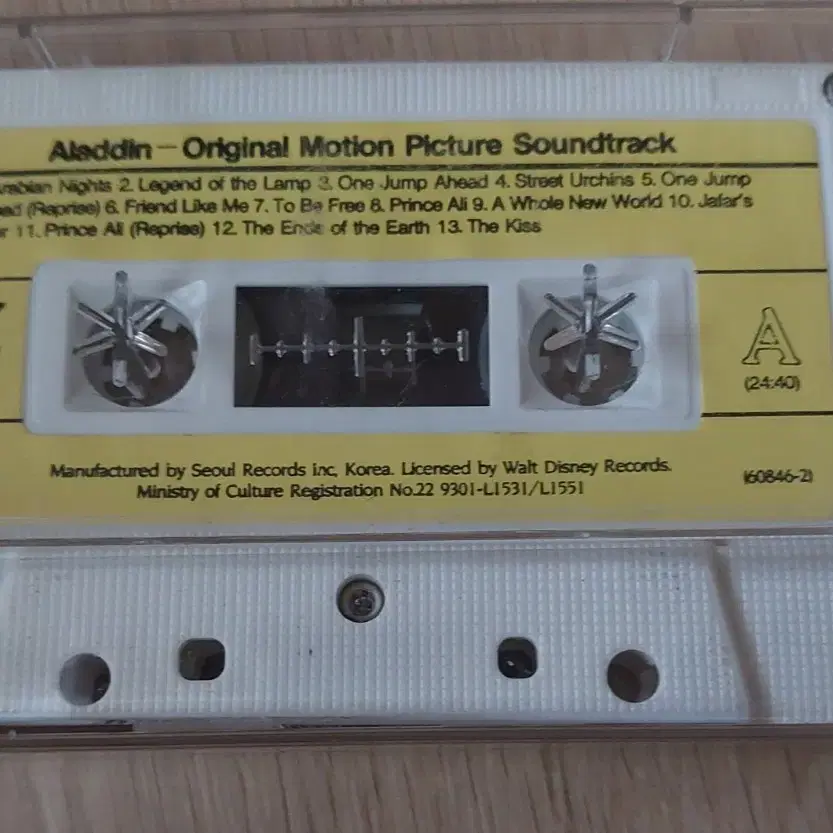 Aladdin — Original Motion Picture Soundtrack
Nights 2. Legend of the Lamp 3. One Jump Ahead 4. Street Urchins 5. One Jump
(Reprise) 6. Friend Like Me 7. To Be Free 8. Prince Ali 9. A Whole New World 10. Jafar's
11. Prince Ali (Reprise) 12. The Ends of the Earth 13. The Kiss
A
(24:40)
Manufactured by Seoul Records inc, Korea. Licensed by Walt Disney Records.
Ministry of Culture Registration No.22 9301-L1531/L1551
(60846-2)